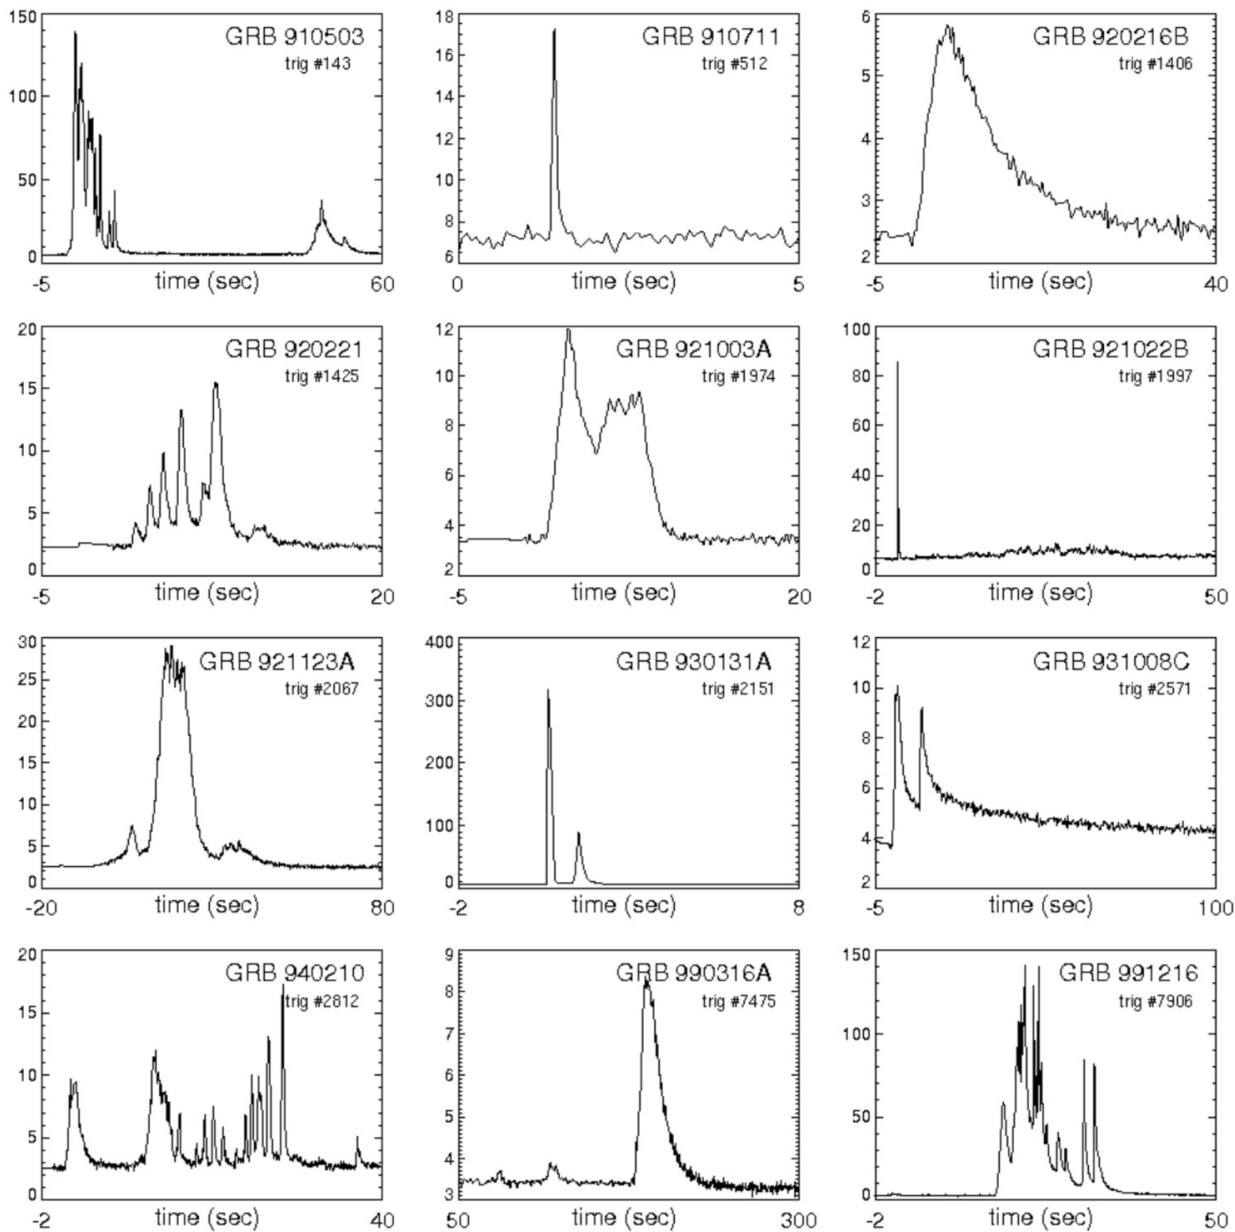 150
100
50
0
GRB 910503
trig #143
-5 time (sec) 60
18
16
14
12
10
8
6
GRB 910711
trig #512
0 time (sec) 5
6
5
4
3
2
GRB 920216B
trig #1406
-5 time (sec) 40
20
15
10
5
0
GRB 920221
trig #1425
-5 time (sec) 20
12
10
8
6
4
2
GRB 921003A
trig #1974
-5 time (sec) 20
100
80
60
40
20
0
GRB 921022B
trig #1997
-2 time (sec) 50
30
25
20
15
10
5
0
GRB 921123A
trig #2067
-20 time (sec) 80
400
300
200
100
0
GRB 930131A
trig #2151
-2 time (sec) 8
12
10
8
6
4
2
GRB 931008C
trig #2571
-5 time (sec) 100
20
15
10
5
0
GRB 940210
trig #2812
-2 time (sec) 40
9
8
7
6
5
4
3
GRB 990316A
trig #7475
50 time (sec) 300
150
100
50
0
GRB 991216
trig #7906
-2 time (sec) 50